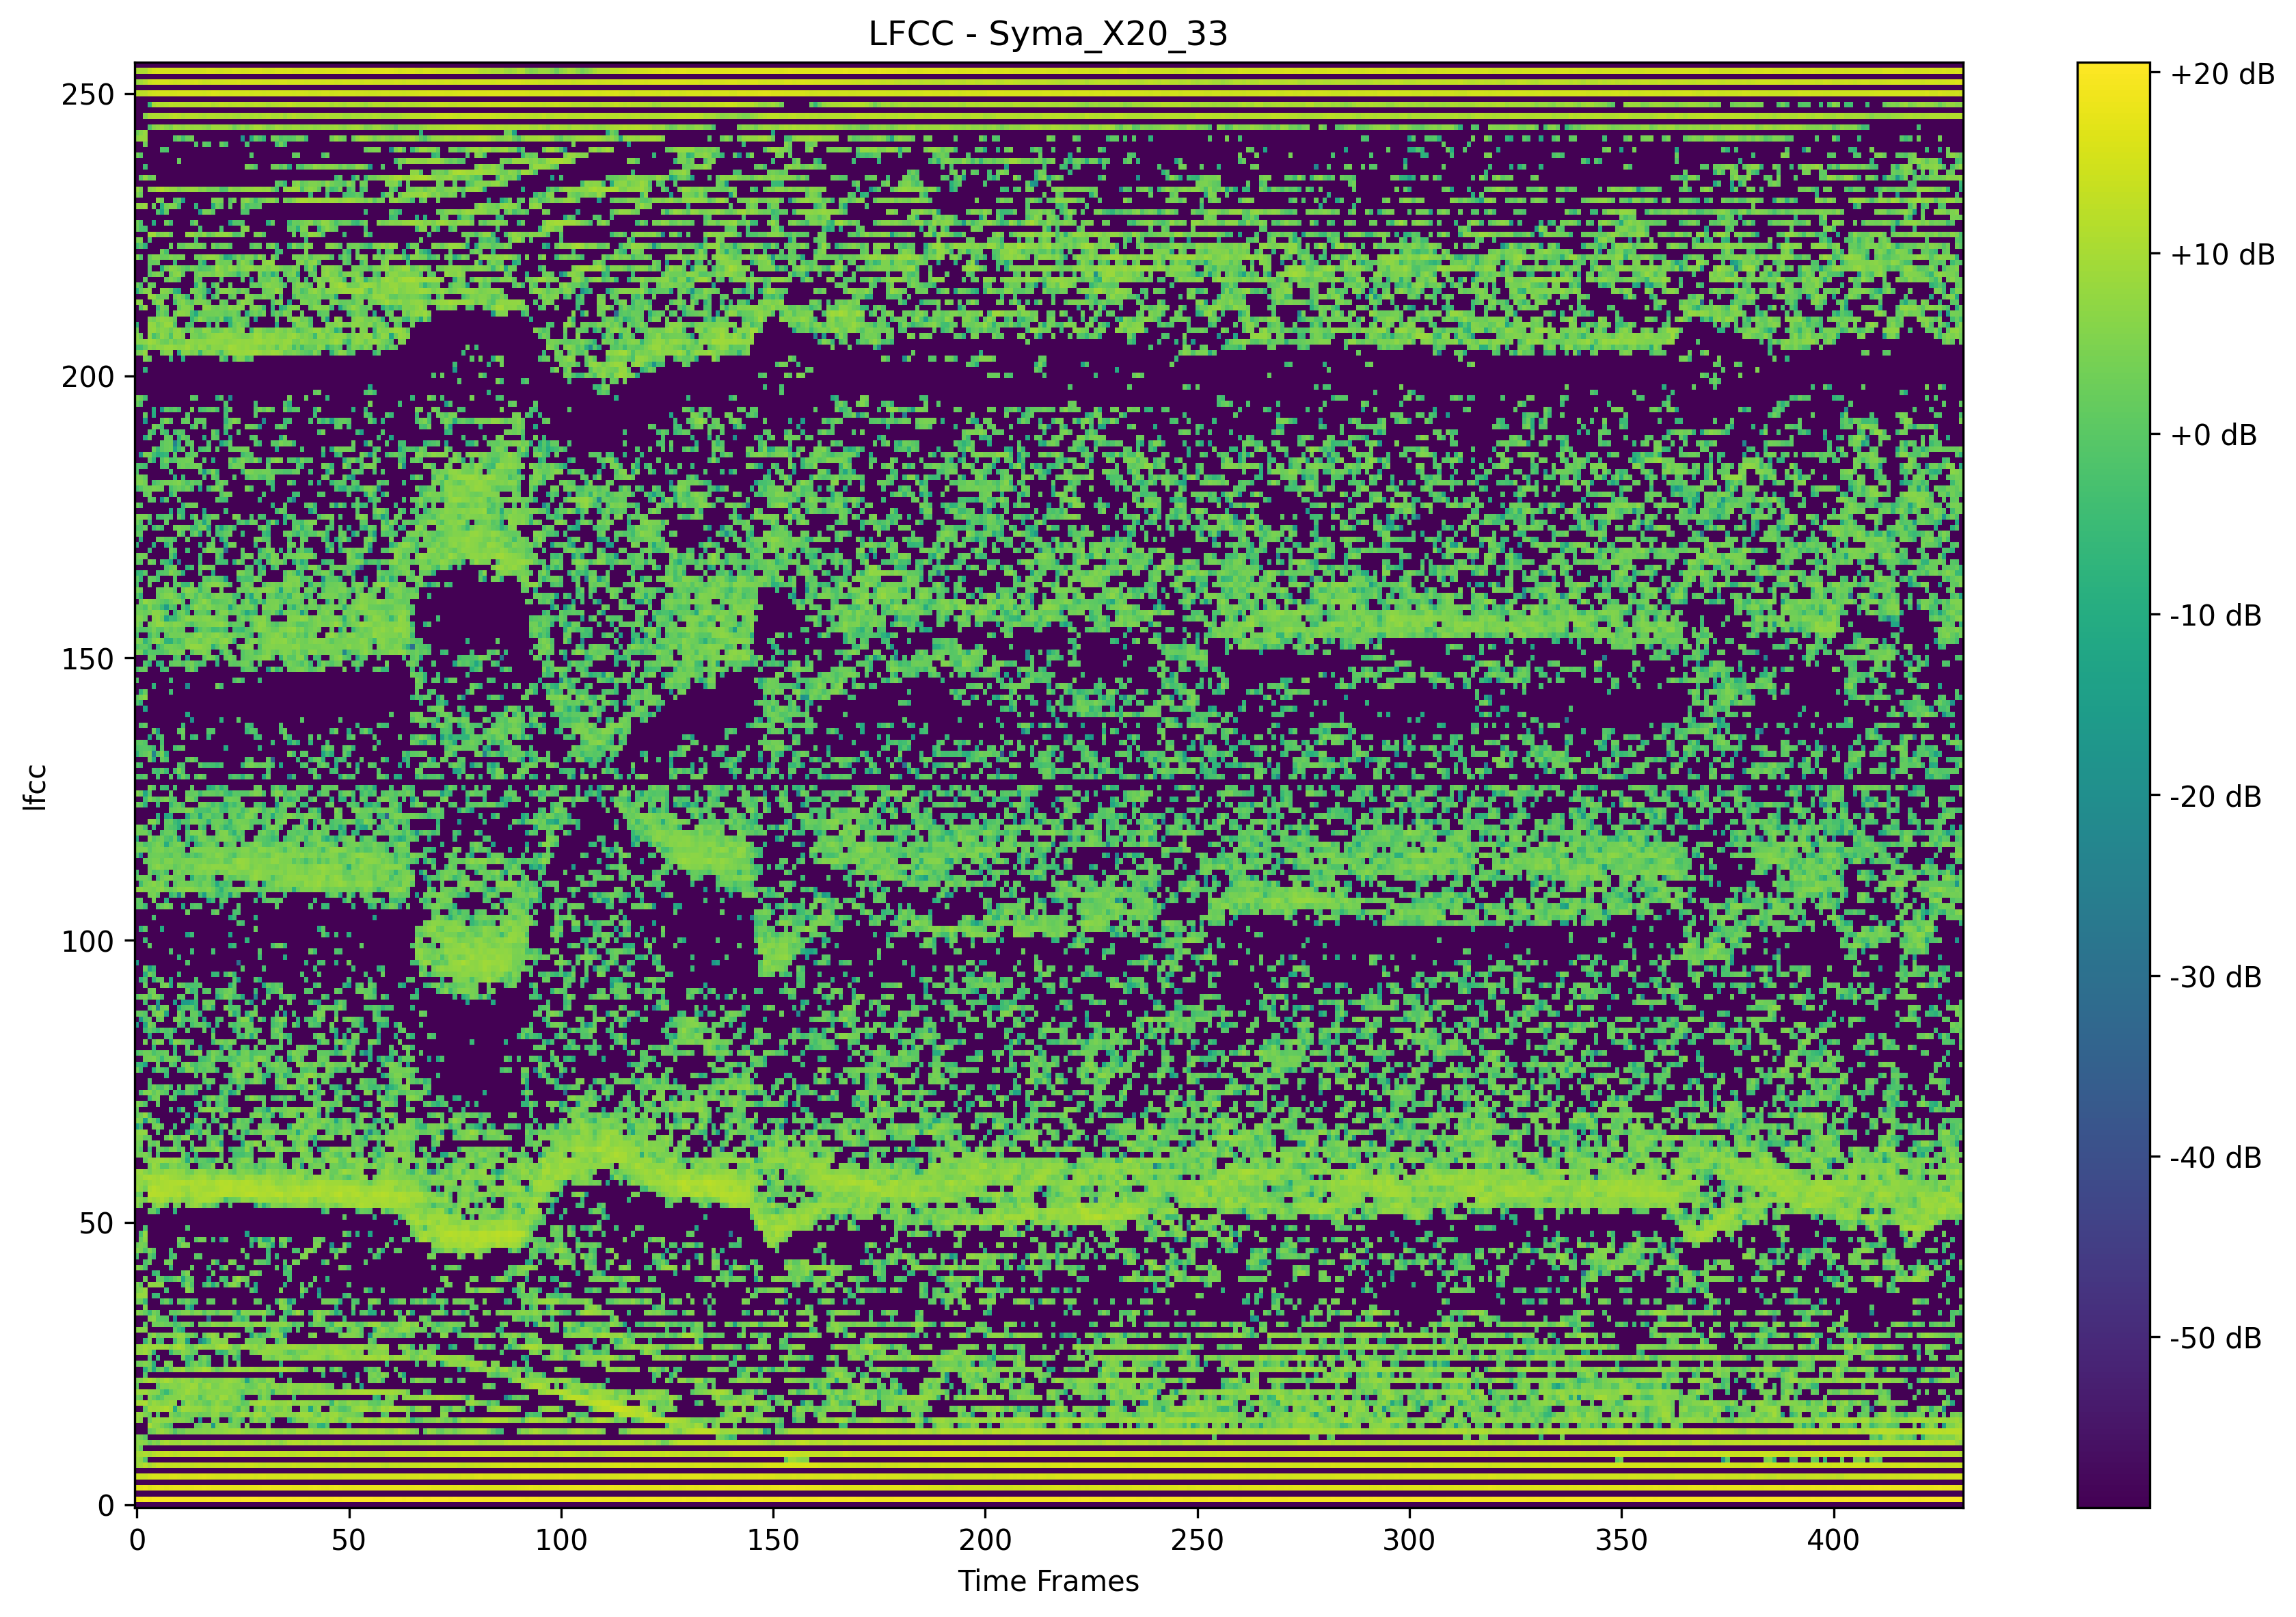 LFCC - Syma_X20_33
250
200
150
100
50
0
lfcc
0 50 100 150 200 250 300 350 400
Time Frames
+20 dB
+10 dB
+0 dB
-10 dB
-20 dB
-30 dB
-40 dB
-50 dB